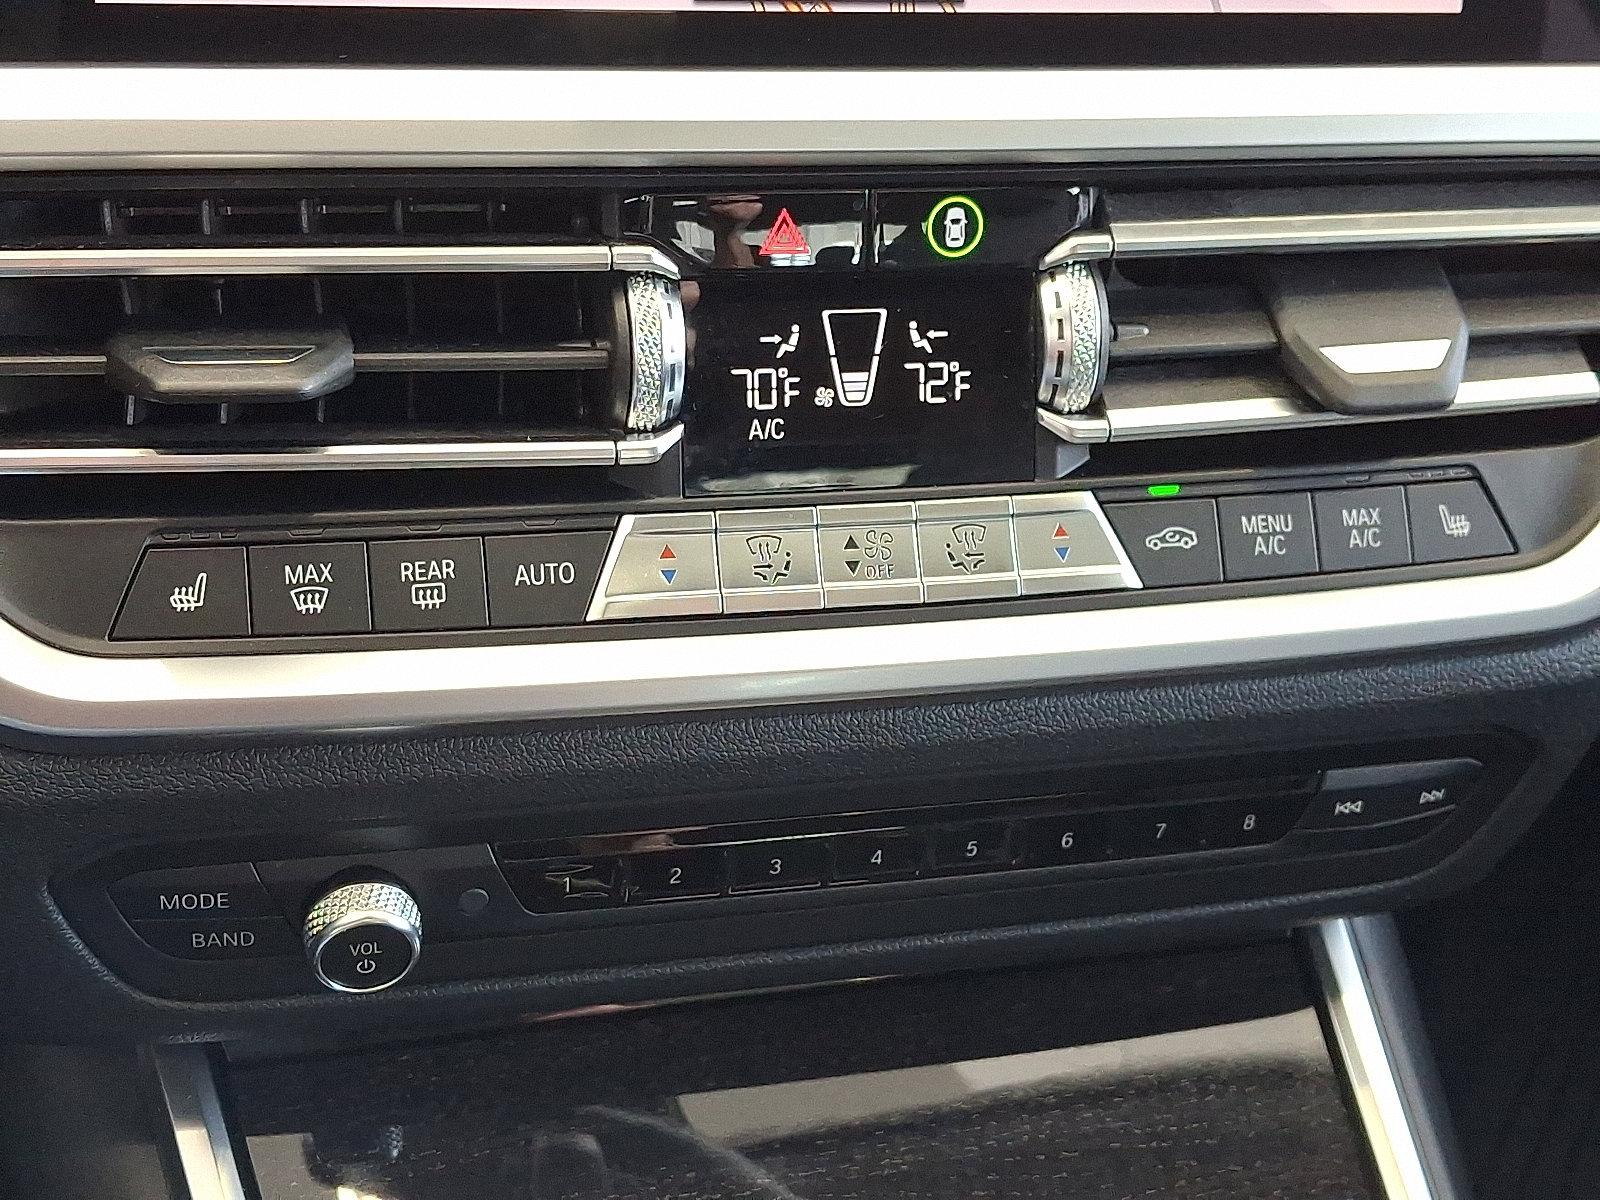 70°F
72°F
A/C
MAX
REAR
AUTO
OFF
MENU
A/C
MAX
A/C
MODE
BAND
VOL
1
2
3
4
5
6
7
8